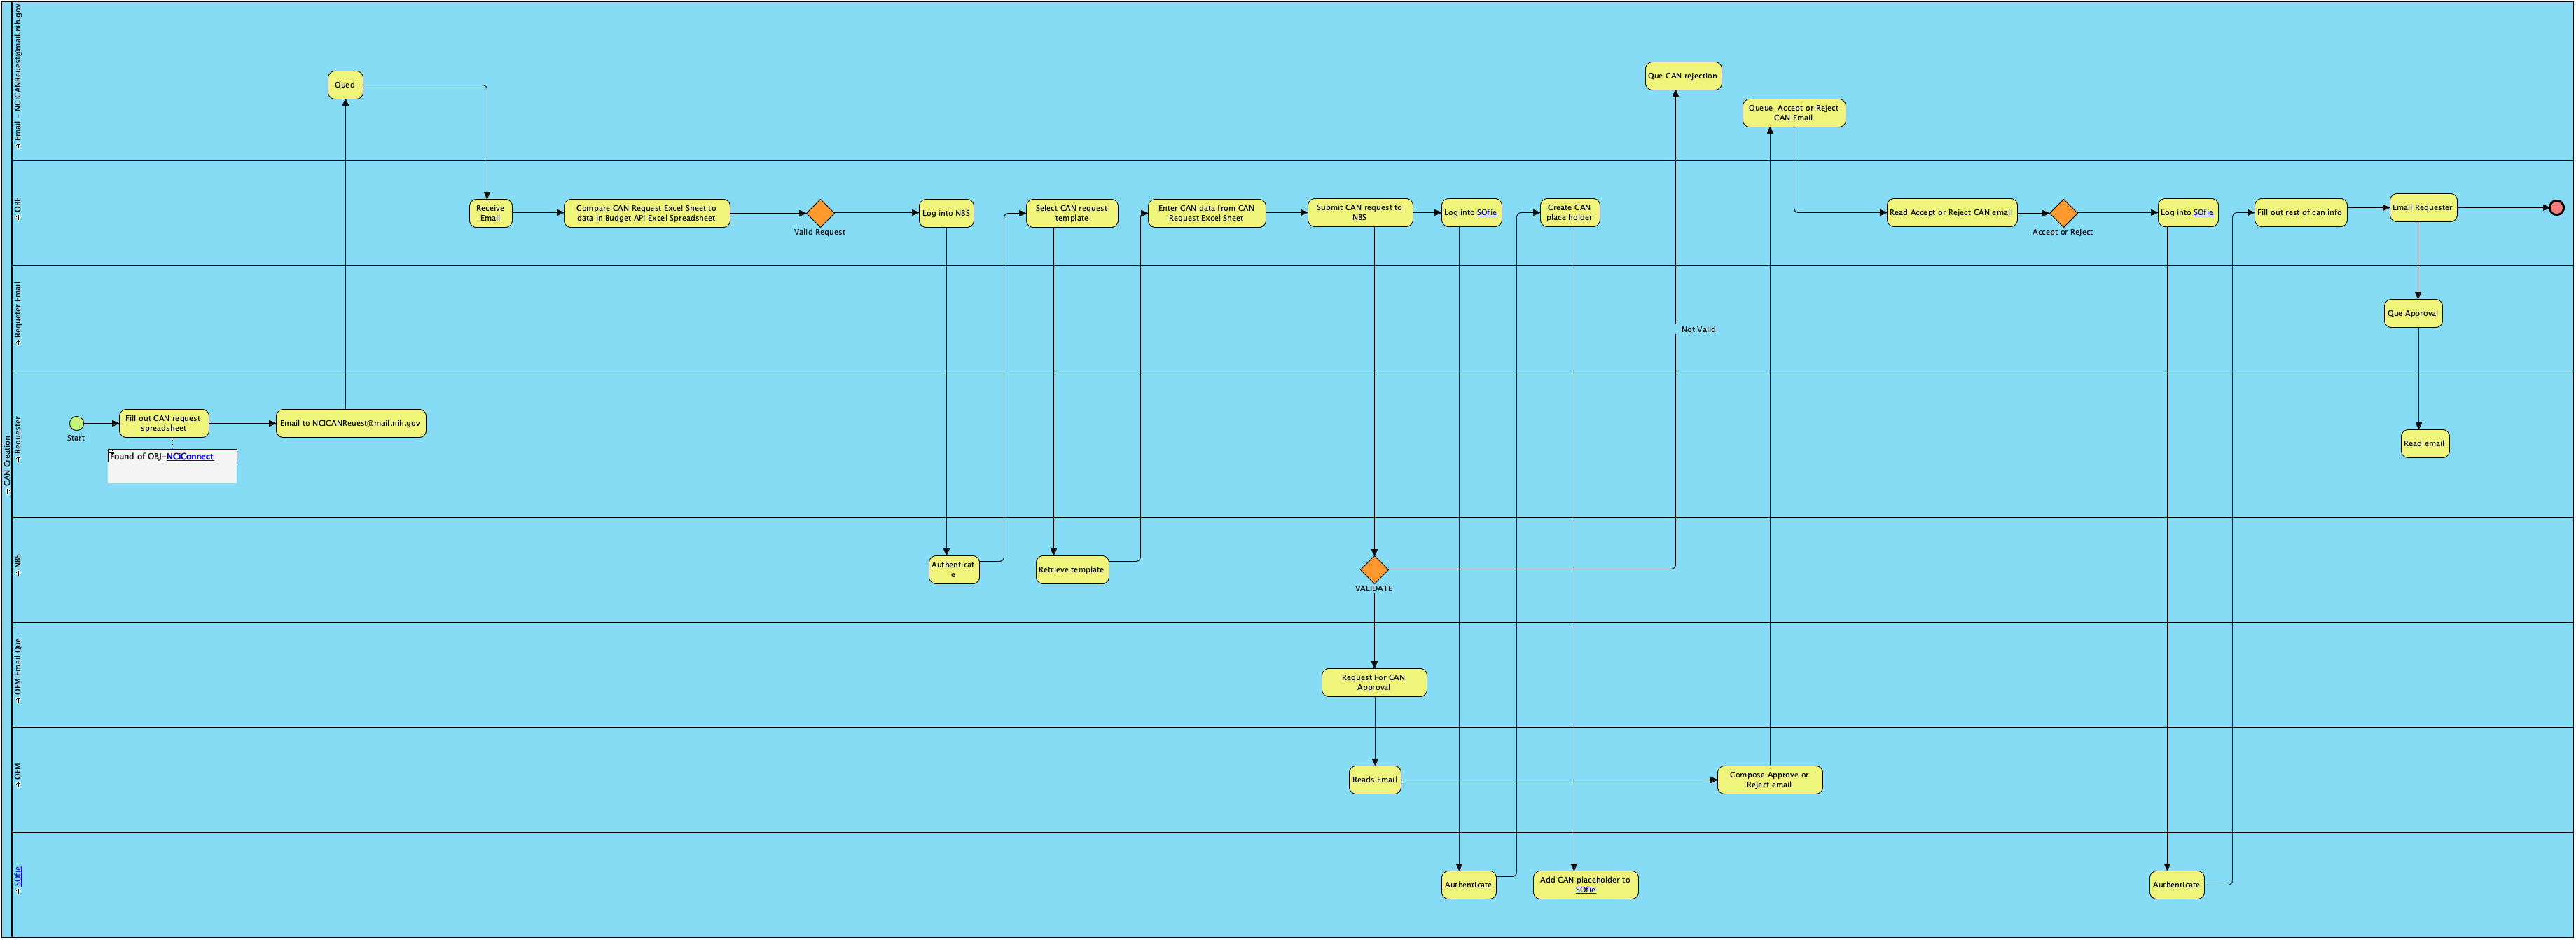 CAN Creation
Email - NCICANReuest@mail.nih.gov
Qued
Que CAN rejection
Queue  Accept or Reject
CAN Email
OBF
Receive
Email
Compare CAN Request Excel Sheet to
data in Budget API Excel Spreadsheet
Valid Request
Log into NBS
Select CAN request
template
Enter CAN data from CAN
Request Excel Sheet
Submit CAN request to
NBS
Log into SOfie
Create CAN
place holder
Read Accept or Reject CAN email
Accept or Reject
Log into SOfie
Fill out rest of can info
Email Requester
Requeter Email
Not Valid
Que Approval
Requester
Start
Fill out CAN request
spreadsheet
Found of OBJ-NCIConnect
Email to NCICANReuest@mail.nih.gov
Read email
NBS
Authenticat
e
Retrieve template
VALIDATE
OFM Email Que
Request For CAN
Approval
OFM
Reads Email
Compose Approve or
Reject email
SOfie
Authenticate
Add CAN placeholder to
SOfie
Authenticate